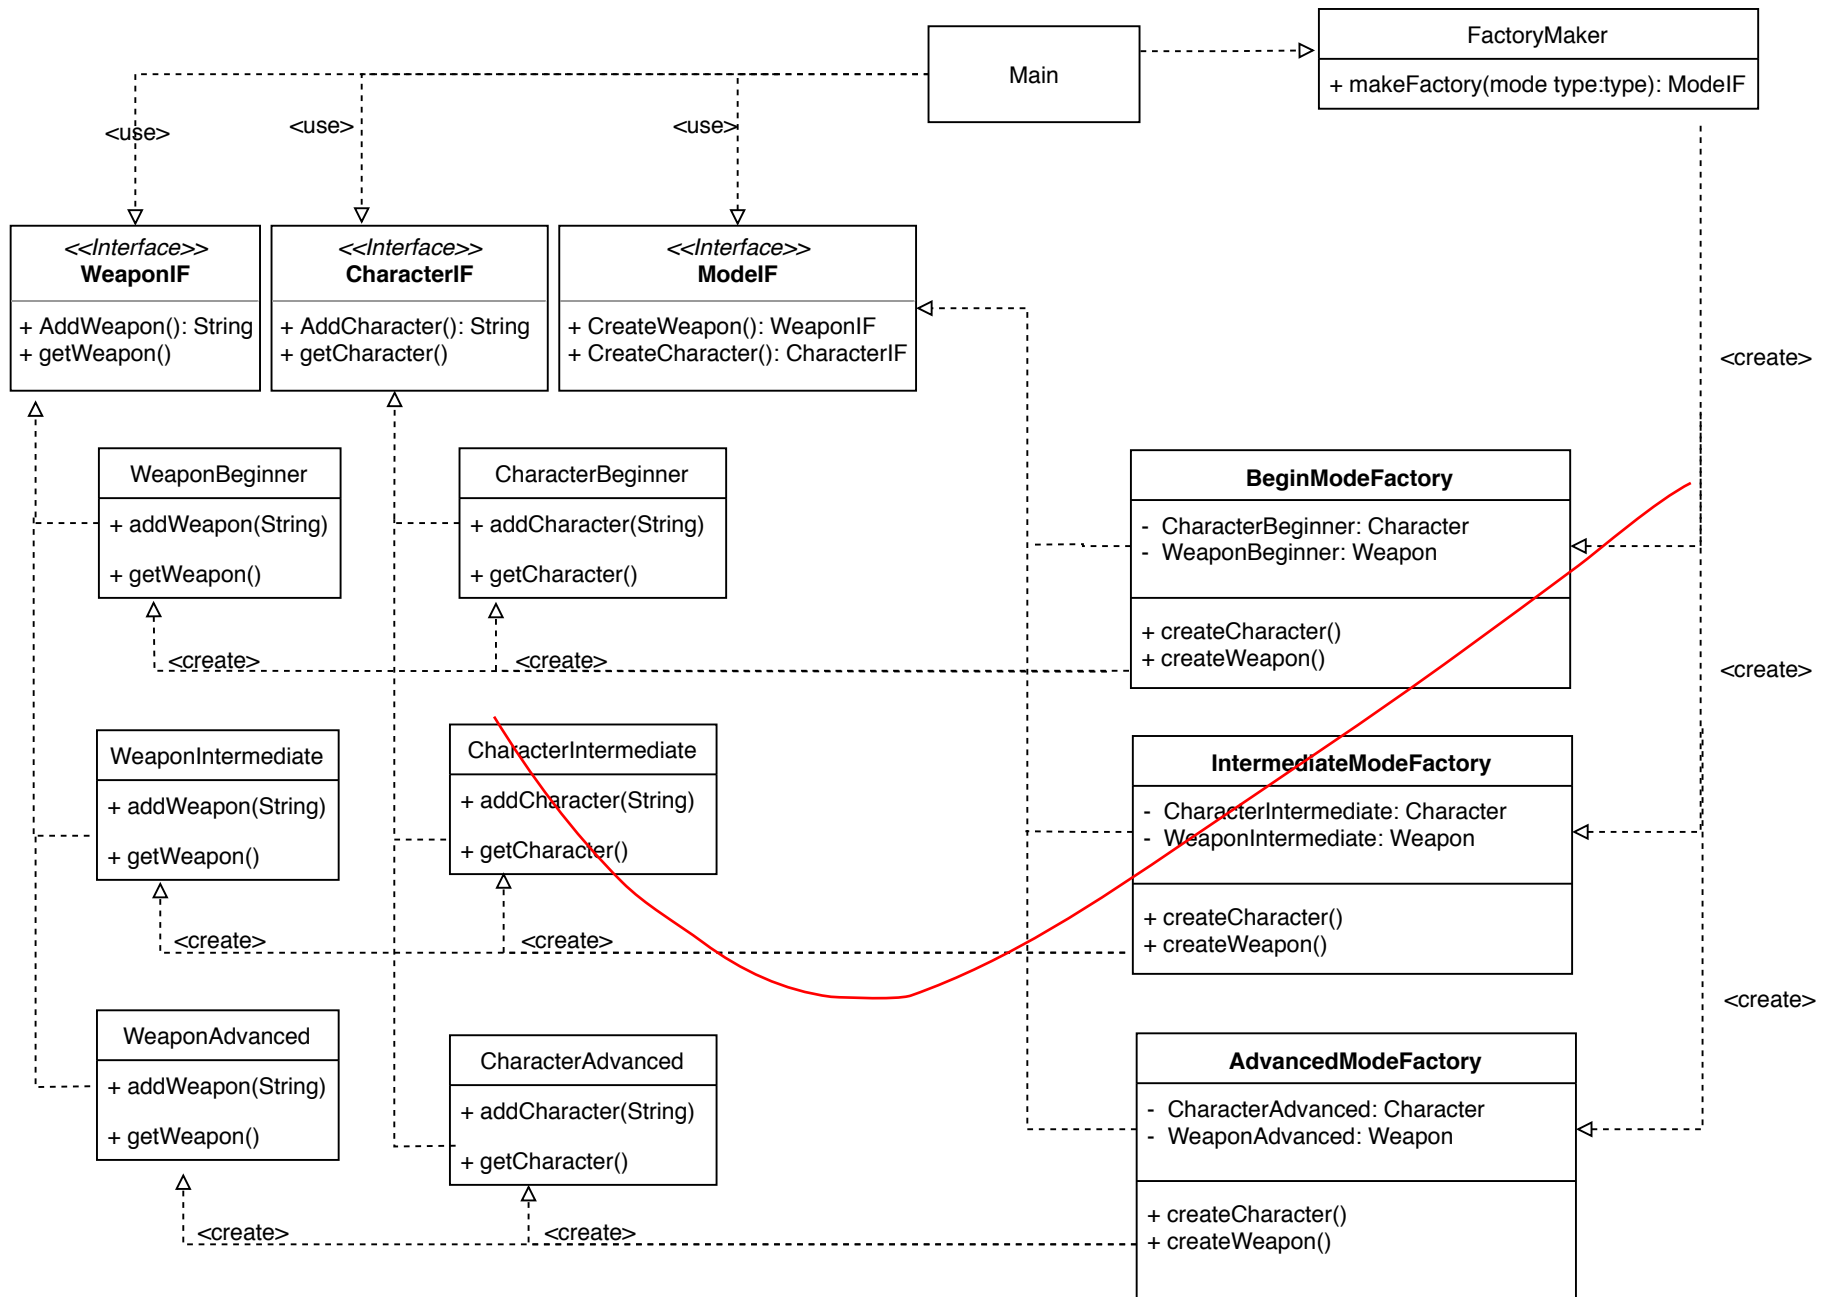 Main
FactoryMaker
+ makeFactory(mode type:type): ModeIF
<use>
<use>
<use>
<<Interface>>
WeaponIF
+ AddWeapon(): String
+ getWeapon()
<<Interface>>
CharacterIF
+ AddCharacter(): String
+ getCharacter()
<<Interface>>
ModeIF
+ CreateWeapon(): WeaponIF
+ CreateCharacter(): CharacterIF
<create>
WeaponBeginner
+ addWeapon(String)
+ getWeapon()
CharacterBeginner
+ addCharacter(String)
+ getCharacter()
BeginModeFactory
- CharacterBeginner: Character
- WeaponBeginner: Weapon
+ createCharacter()
+ createWeapon()
<create>
<create>
<create>
WeaponIntermediate
+ addWeapon(String)
+ getWeapon()
CharacterIntermediate
+ addCharacter(String)
+ getCharacter()
IntermediateModeFactory
- CharacterIntermediate: Character
- WeaponIntermediate: Weapon
+ createCharacter()
+ createWeapon()
<create>
<create>
<create>
WeaponAdvanced
+ addWeapon(String)
+ getWeapon()
CharacterAdvanced
+ addCharacter(String)
+ getCharacter()
AdvancedModeFactory
- CharacterAdvanced: Character
- WeaponAdvanced: Weapon
+ createCharacter()
+ createWeapon()
<create>
<create>